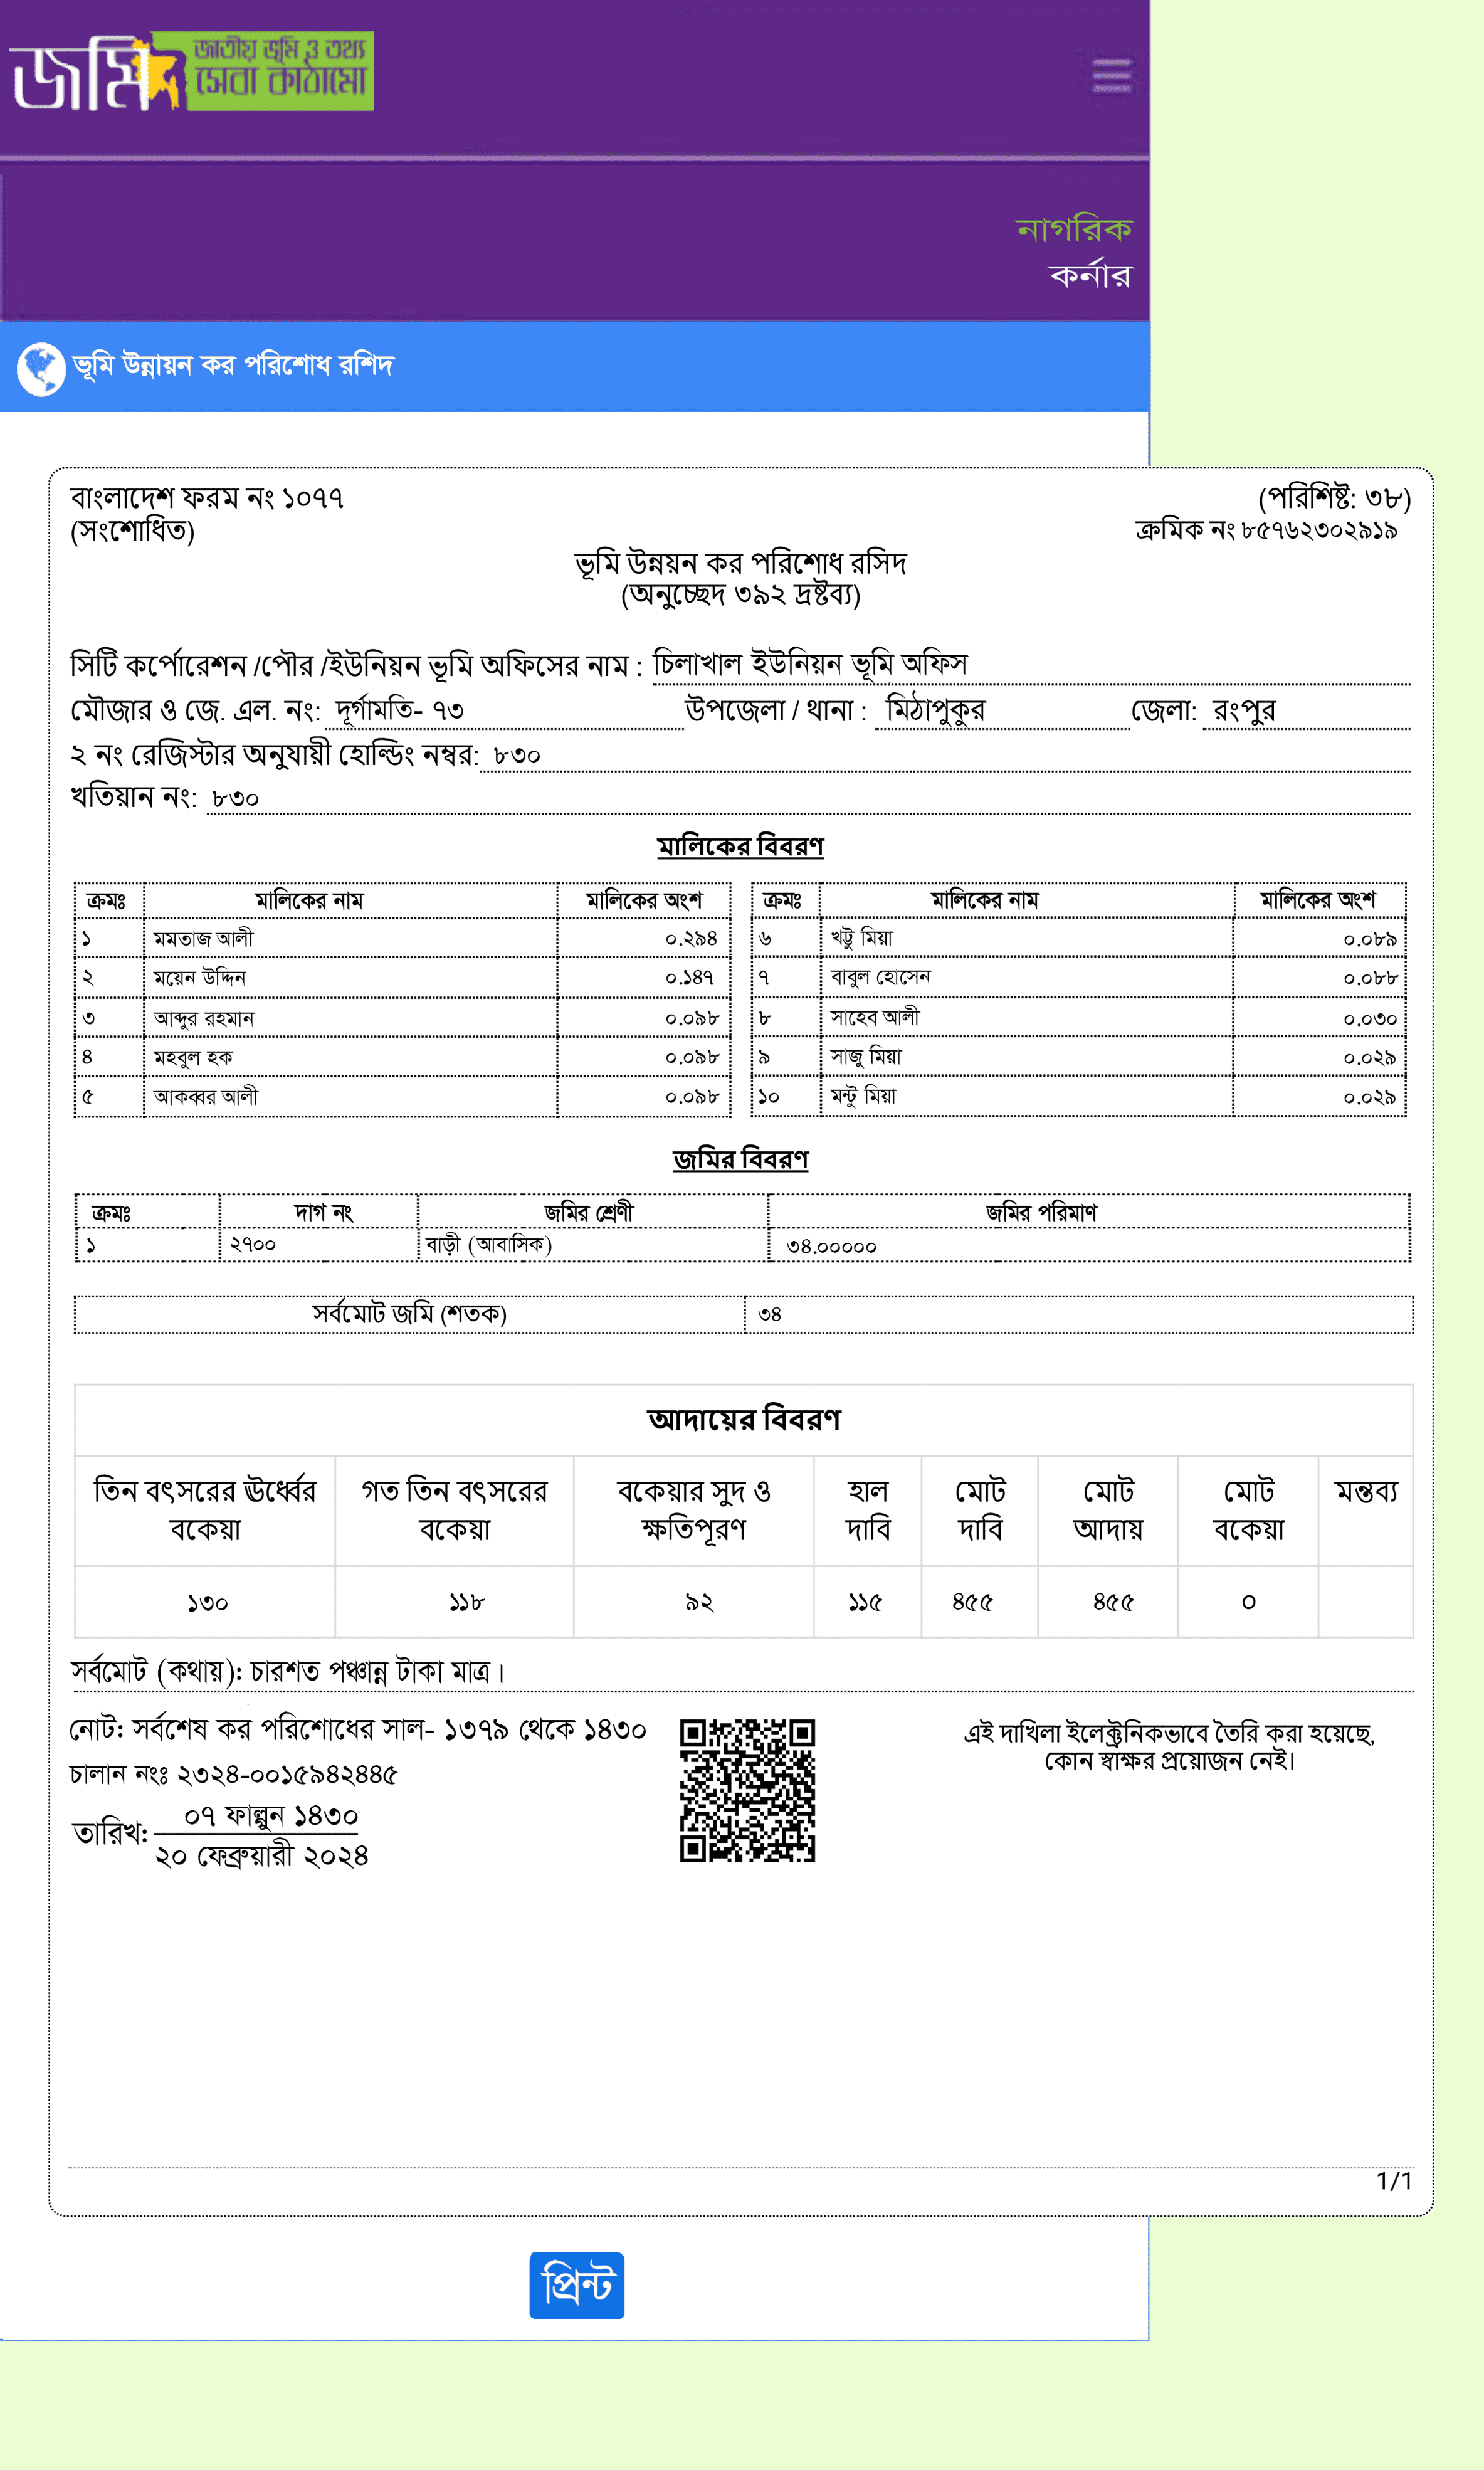 জমি জাতীয় ভূমি ও তথ্য
সেবা কাঠামো
নাগরিক
কর্নার
ভূমি উন্নায়ন কর পরিশোধ রশিদ
বাংলাদেশ ফরম নং ১০৭৭ (পরিশিষ্ট: ৩৮)
(সংশোধিত) ক্রমিক নং ৮৫৭৬২৩০২৯১৯
ভূমি উন্নয়ন কর পরিশোধ রসিদ
(অনুচ্ছেদ ৩৯২ দ্রষ্টব্য)
সিটি কর্পোরেশন /পৌর /ইউনিয়ন ভূমি অফিসের নাম : চিলাখাল ইউনিয়ন ভূমি অফিস
মৌজার ও জে. এল. নং: দূর্গামতি- ৭৩ উপজেলা / থানা : মিঠাপুকুর জেলা: রংপুর
২ নং রেজিস্টার অনুযায়ী হোল্ডিং নম্বর: ৮৩০
খতিয়ান নং: ৮৩০
মালিকের বিবরণ
ক্রমঃ মালিকের নাম মালিকের অংশ ক্রমঃ মালিকের নাম মালিকের অংশ
১ মমতাজ আলী ০.২৯৪ ৬ খট্টু মিয়া ০.০৮৯
২ ময়েন উদ্দিন ০.১৪৭ ৭ বাবুল হোসেন ০.০৮৮
৩ আব্দুর রহমান ০.০৯৮ ৮ সাহেব আলী ০.০৩০
৪ মহবুল হক ০.০৯৮ ৯ সাজু মিয়া ০.০২৯
৫ আকব্বর আলী ০.০৯৮ ১০ মন্টু মিয়া ০.০২৯
জমির বিবরণ
ক্রমঃ দাগ নং জমির শ্রেণী জমির পরিমাণ
১ ২৭০০ বাড়ী (আবাসিক) ৩৪.০০০০০
সর্বমোট জমি (শতক) ৩৪
আদায়ের বিবরণ
তিন বৎসরের ঊর্ধ্বের গত তিন বৎসরের বকেয়ার সুদ ও হাল মোট মোট মোট মন্তব্য
বকেয়া বকেয়া ক্ষতিপূরণ দাবি দাবি আদায় বকেয়া
১৩০ ১১৮ ৯২ ১১৫ ৪৫৫ ৪৫৫ ০
সর্বমোট (কথায়): চারশত পঞ্চান্ন টাকা মাত্র।
নোট: সর্বশেষ কর পরিশোধের সাল- ১৩৭৯ থেকে ১৪৩০
চালান নংঃ ২৩২৪-০০১৫৯৪২৪৪৫
তারিখ: ০৭ ফাল্গুন ১৪৩০
২০ ফেব্রুয়ারী ২০২৪
এই দাখিলা ইলেক্ট্রনিকভাবে তৈরি করা হয়েছে,
কোন স্বাক্ষর প্রয়োজন নেই।
1/1
প্রিন্ট